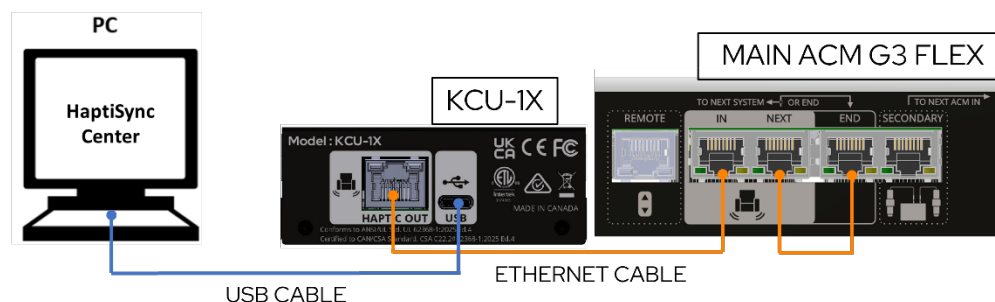 PC
HaptiSync
Center
KCU-1X
MAIN ACM G3 FLEX
Model : KCU-1X
UK
CA CE FC
HAPTIC OUT
USB
Intertek
MADE IN CANADA
Conforms to ANSI/UL Std. UL 62368-1:2025 Ed.4
Certified to CAN/CSA Standard. CSA C22.2#62368-1:2025 Ed.4
TO NEXT SYSTEM
OR END
TO NEXT ACM IN
REMOTE
IN
NEXT
END
SECONDARY
ETHERNET CABLE
USB CABLE